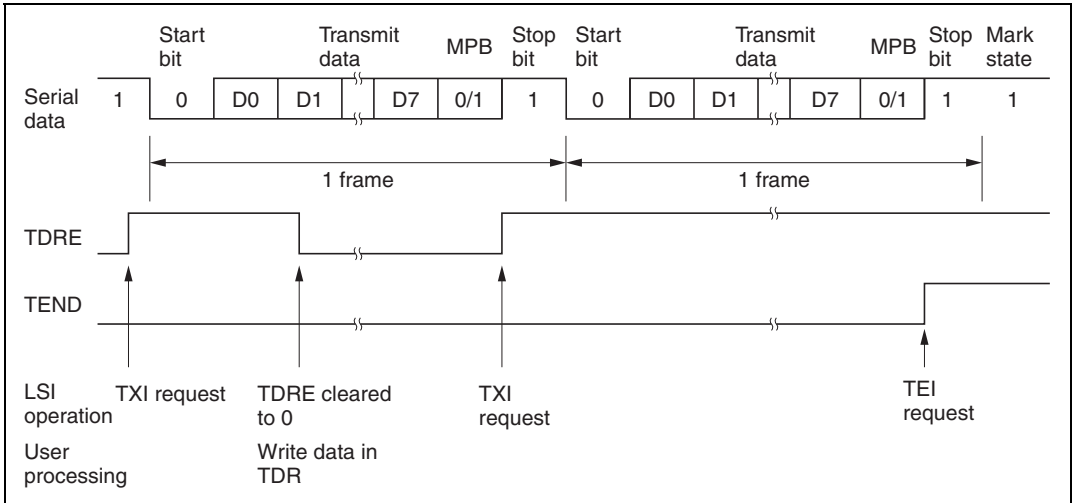 Start bit Transmit data MPB Stop bit Start bit Transmit data MPB Stop bit Mark state
Serial data 1 0 D0 D1 D7 0/1 1 0 D0 D1 D7 0/1 1 1
1 frame 1 frame
TDRE
TEND
LSI operation TXI request TDRE cleared to 0 TXI request TEI request
User processing Write data in TDR